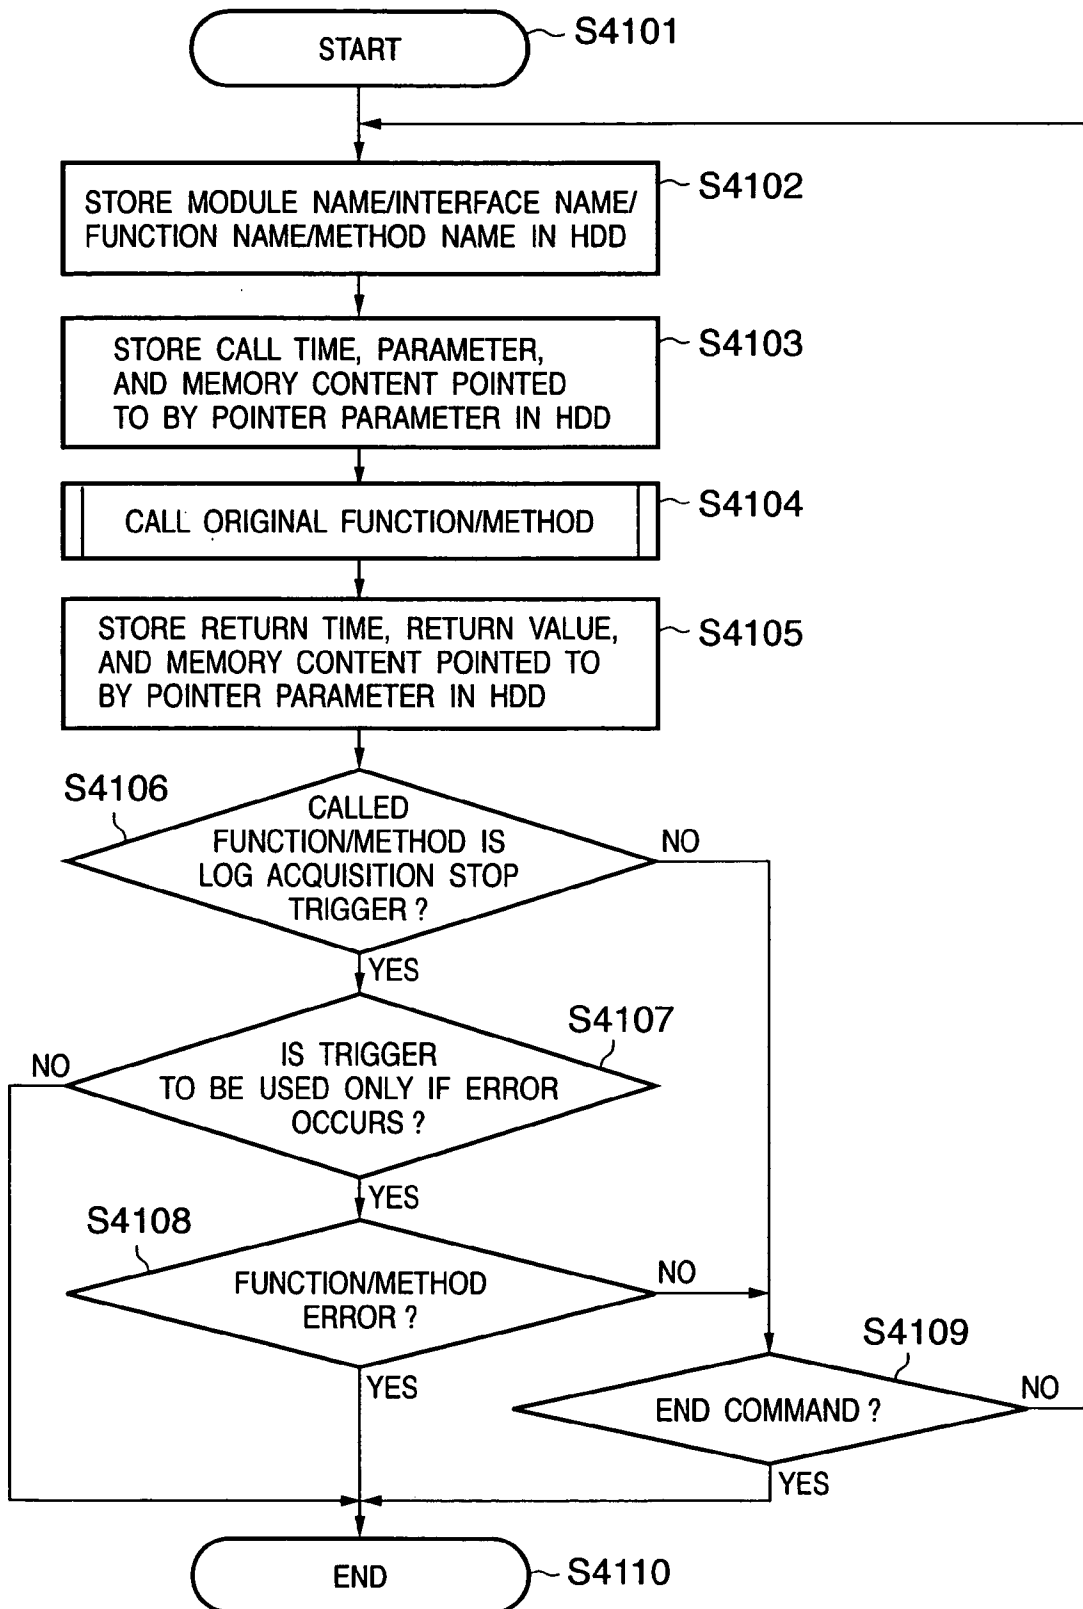 START
S4101
STORE MODULE NAME/INTERFACE NAME/
FUNCTION NAME/METHOD NAME IN HDD
S4102
STORE CALL TIME, PARAMETER,
AND MEMORY CONTENT POINTED
TO BY POINTER PARAMETER IN HDD
S4103
CALL ORIGINAL FUNCTION/METHOD
S4104
STORE RETURN TIME, RETURN VALUE,
AND MEMORY CONTENT POINTED TO
BY POINTER PARAMETER IN HDD
S4105
S4106
CALLED
FUNCTION/METHOD IS
LOG ACQUISITION STOP
TRIGGER ?
NO
YES
S4107
NO
IS TRIGGER
TO BE USED ONLY IF ERROR
OCCURS ?
YES
S4108
FUNCTION/METHOD
ERROR ?
NO
YES
S4109
END COMMAND ?
NO
YES
END
S4110